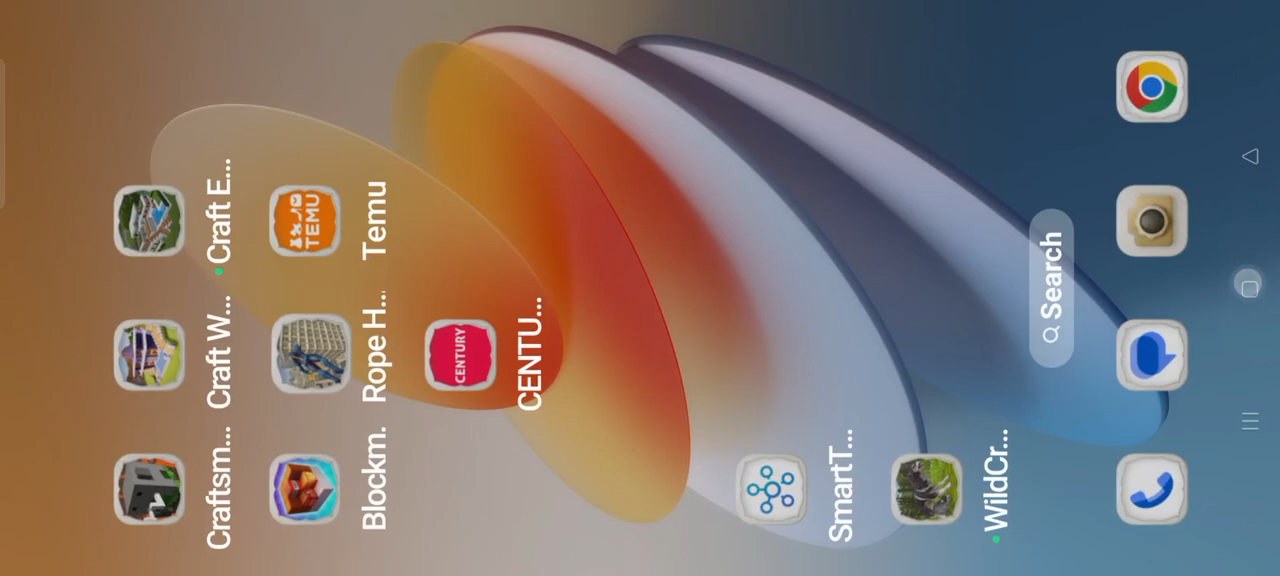 Craftsm...
Craft W...
•Craft E...
Blockm.
Rope H...
TEMU
Temu
CENTURY
CENTU...
SmartT...
•WildCr...
Search